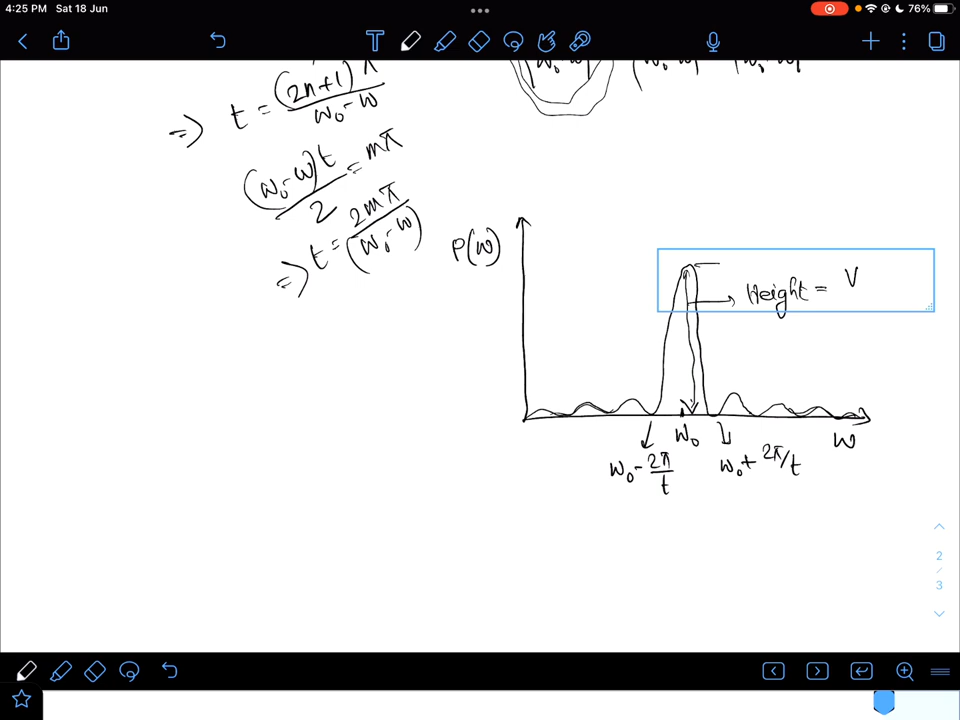 4:25 PM Sat 18 Jun
76%
=> t = (2n+1)π / w₀-w
(w₀-w)t / 2 = mπ
=> t = 2mπ / (w₀-w)
P(w)
Height = V
w₀
w
w₀ - 2π/t
w₀ + 2π/t
2
3